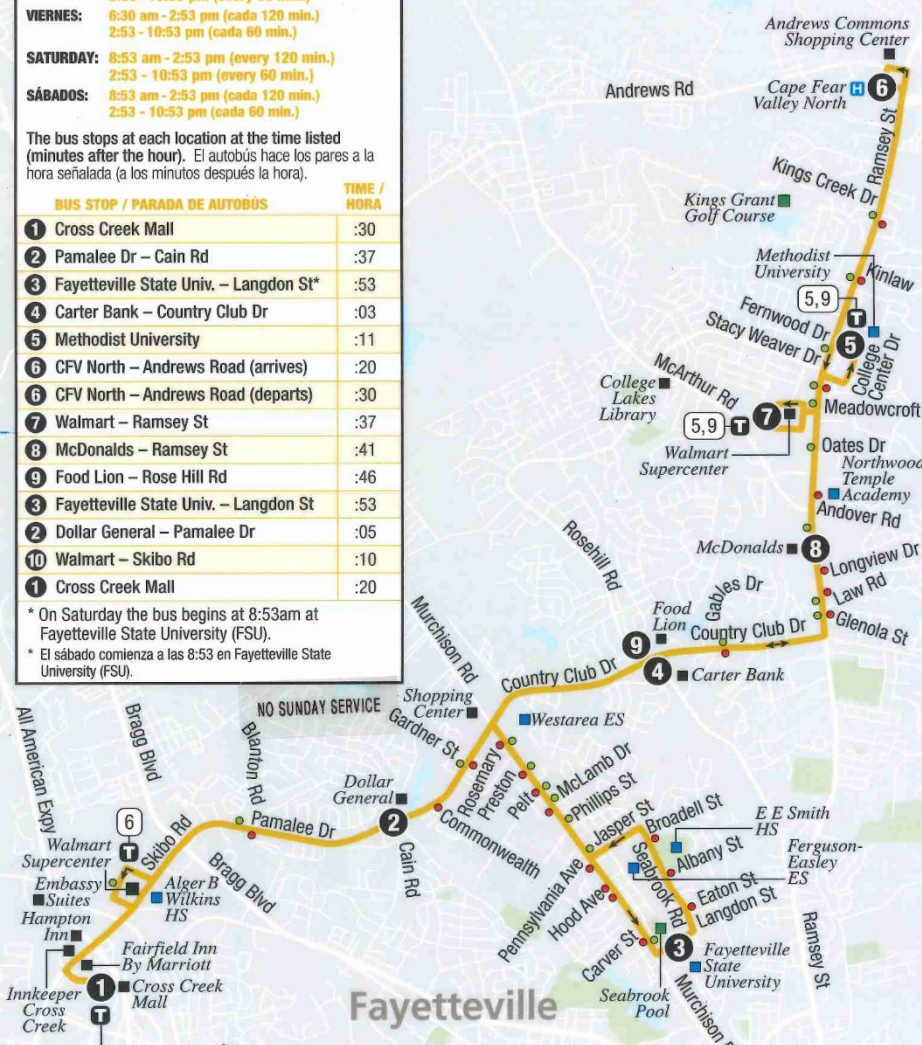 VIERNES: 6:30 am - 2:53 pm (cada 120 min.)
2:53 - 10:53 pm (cada 60 min.)
SATURDAY: 8:53 am - 2:53 pm (every 120 min.)
2:53 - 10:53 pm (every 60 min.)
SÁBADOS: 8:53 am - 2:53 pm (cada 120 min.)
2:53 - 10:53 pm (cada 60 min.)
The bus stops at each location at the time listed
(minutes after the hour). El autobús hace los pares a la
hora señalada (a los minutos después la hora).
BUS STOP / PARADA DE AUTOBÚS TIME / HORA
1 Cross Creek Mall :30
2 Pamalee Dr – Cain Rd :37
3 Fayetteville State Univ. – Langdon St* :53
4 Carter Bank – Country Club Dr :03
5 Methodist University :11
6 CFV North – Andrews Road (arrives) :20
6 CFV North – Andrews Road (departs) :30
7 Walmart – Ramsey St :37
8 McDonalds – Ramsey St :41
9 Food Lion – Rose Hill Rd :46
3 Fayetteville State Univ. – Langdon St :53
2 Dollar General – Pamalee Dr :05
10 Walmart – Skibo Rd :10
1 Cross Creek Mall :20
* On Saturday the bus begins at 8:53am at
Fayetteville State University (FSU).
* El sábado comienza a las 8:53 en Fayetteville State
University (FSU).
NO SUNDAY SERVICE
Andrews Commons
Shopping Center
Andrews Rd
Cape Fear
Valley North
H
6
Ramsey St
Kings Creek Dr
Kings Grant
Golf Course
Methodist
University
Kinlaw
5,9
T
Fernwood Dr
Stacy Weaver Dr
5
College
Center Dr
McArthur Rd
College
Lakes
Library
7
Meadowcroft
5,9
T
Walmart
Supercenter
Oates Dr
Northwood
Temple
Academy
Andover Rd
McDonalds
8
Longview Dr
Law Rd
Glenola St
Rosehill Rd
Gables Dr
Food
Lion
9
Country Club Dr
4
Carter Bank
Country Club Dr
Murchison Rd
Shopping
Center
Westarea ES
Gardner St
All American Expy
Bragg Blvd
Blanton Rd
Dollar
General
Rosemary
Preston
Pelt
McLamb Dr
Phillips St
Jasper St
Broadell St
E E Smith
HS
Pamalee Dr
2
Commonwealth
Cain Rd
Albany St
Ferguson-
Easley
ES
6
T
Skibo Rd
Walmart
Supercenter
Embassy
Suites
Alger B
Wilkins
HS
Bragg Blvd
Pennsylvania Ave
Hood Ave
Seabrook Rd
Eaton St
Langdon St
Ramsey St
Hampton
Inn
Fairfield Inn
By Marriott
Carver St
3
Fayetteville
State
University
Innkeeper
Cross
Creek
1
Cross Creek
Mall
T
Fayetteville
Seabrook
Pool
Murchison